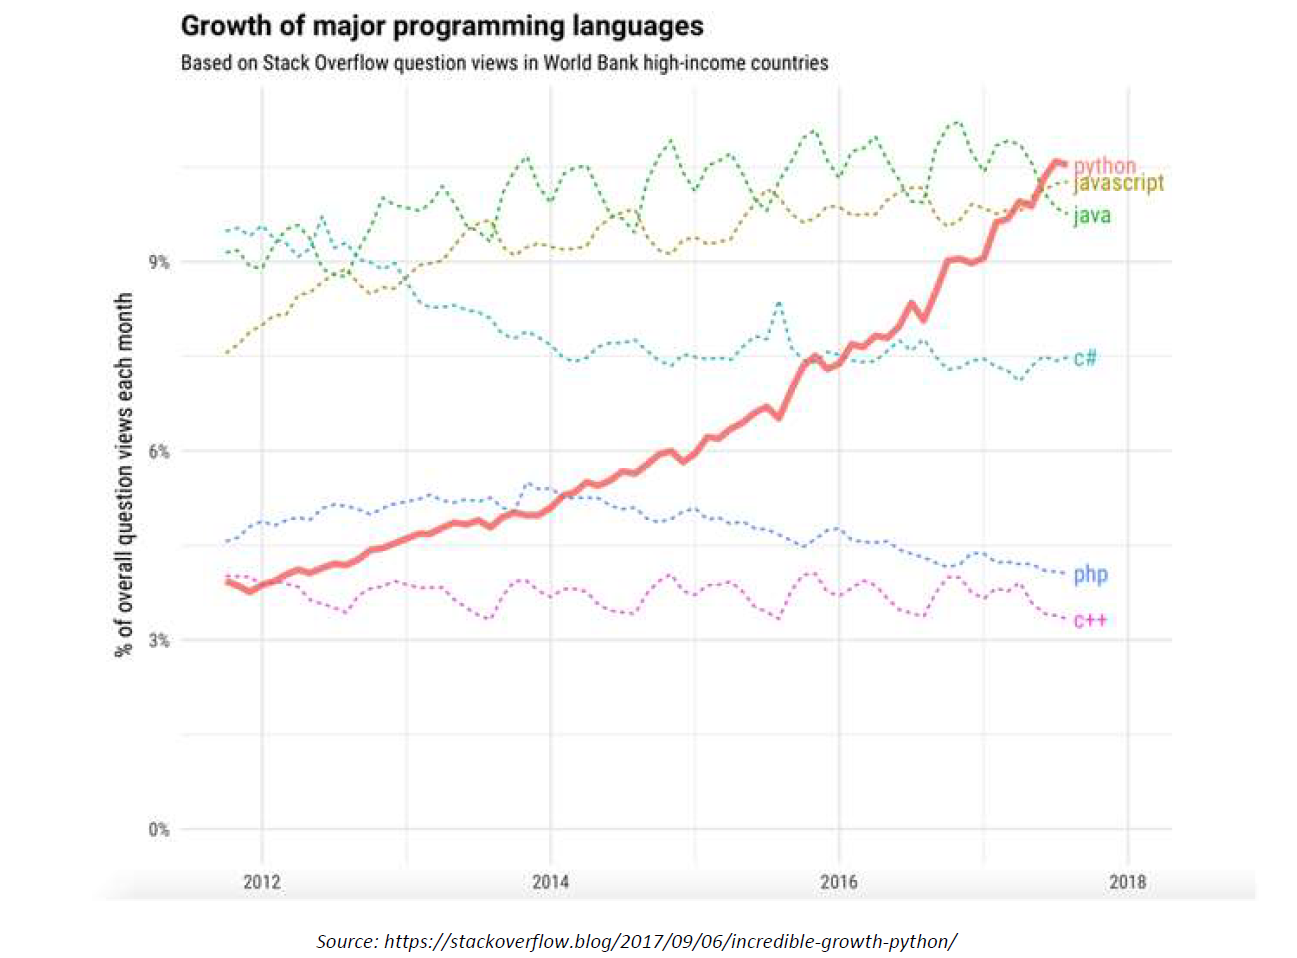 Growth of major programming languages
Based on Stack Overflow question views in World Bank high-income countries
% of overall question views each month
9%
6%
3%
0%
python
javascript
java
c#
php
c++
2012
2014
2016
2018
Source: https://stackoverflow.blog/2017/09/06/incredible-growth-python/